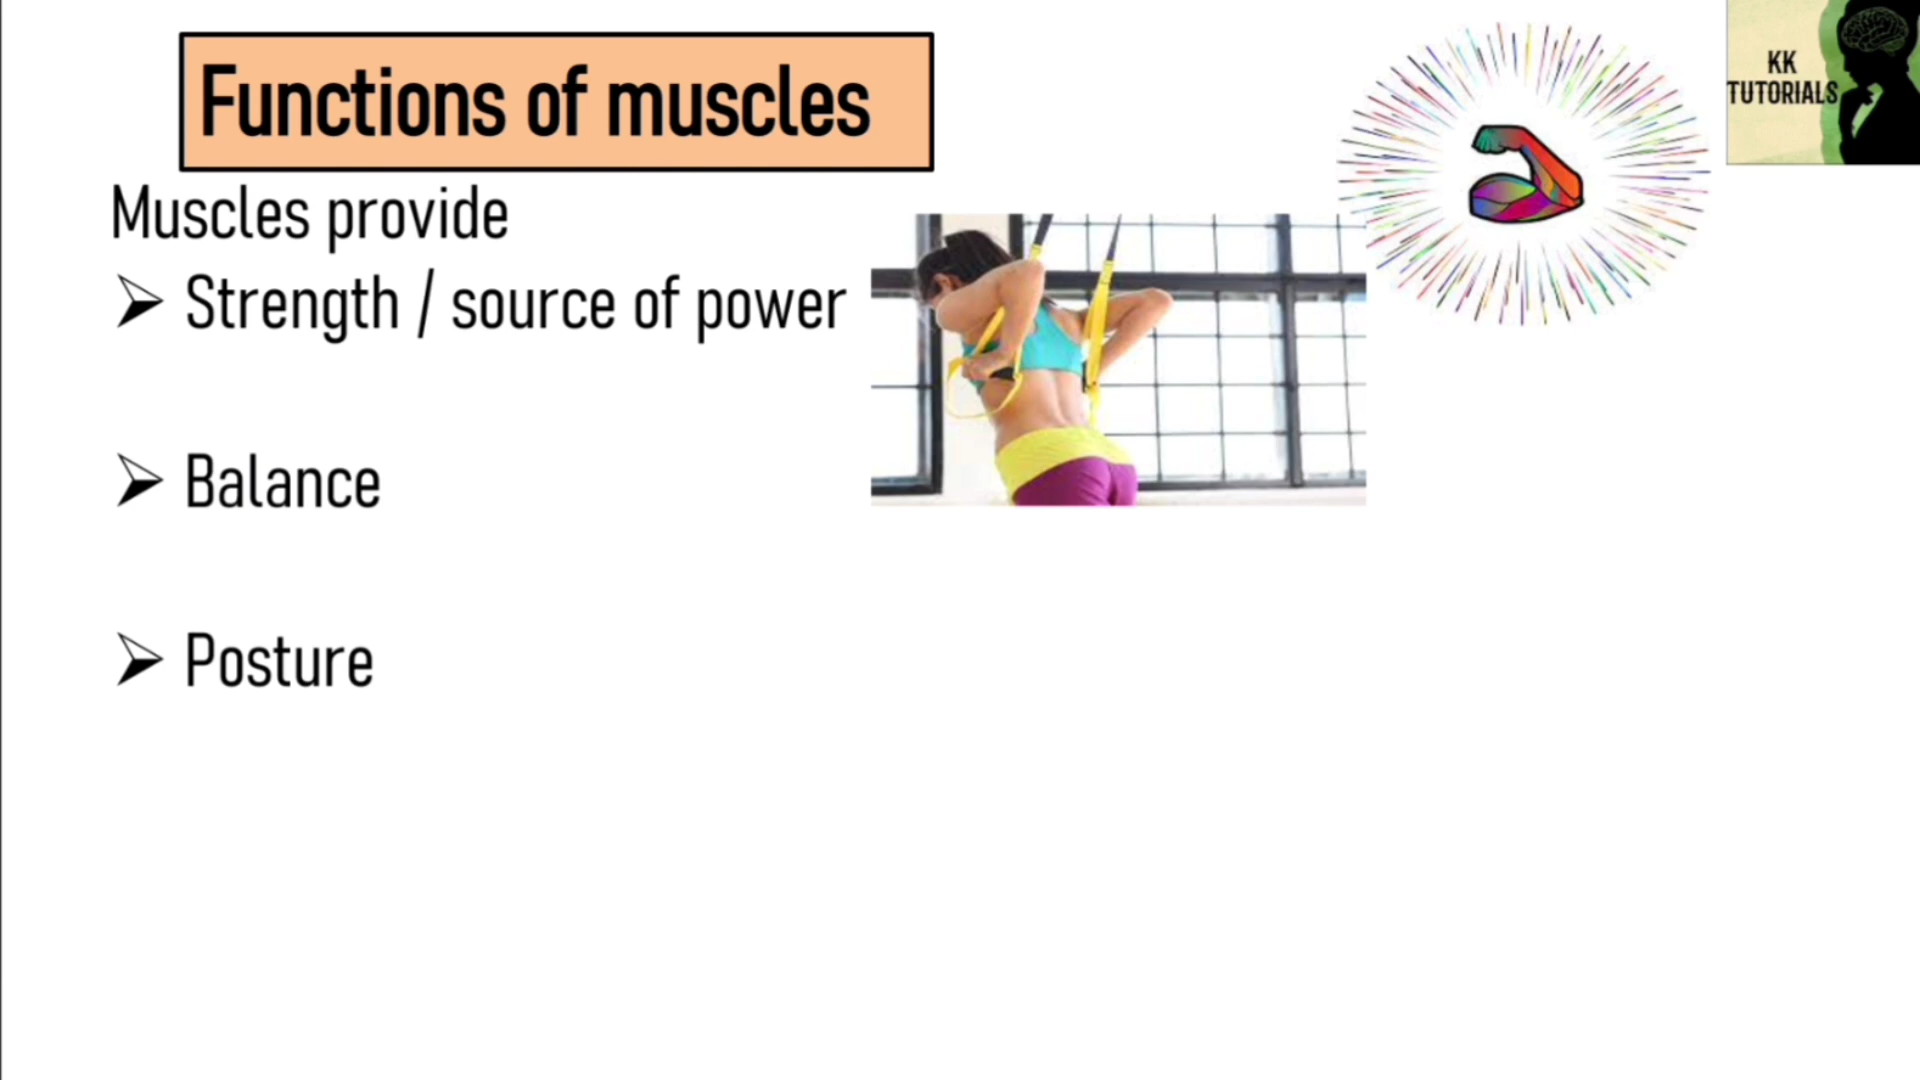 Functions of muscles
Muscles provide
Strength / source of power
Balance
Posture
KK
TUTORIALS